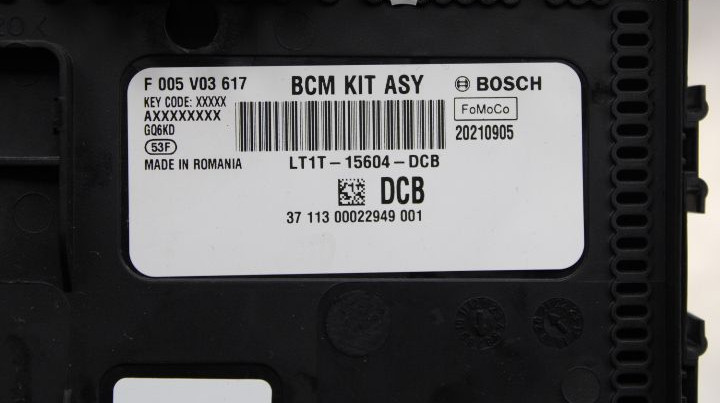 F 005 V03 617
BCM KIT ASY
BOSCH
KEY CODE: XXXXX
AXXXXXXXX
GQ6KD
53F
MADE IN ROMANIA
FoMoCo
20210905
LT1T-15604-DCB
DCB
37 113 00022949 001